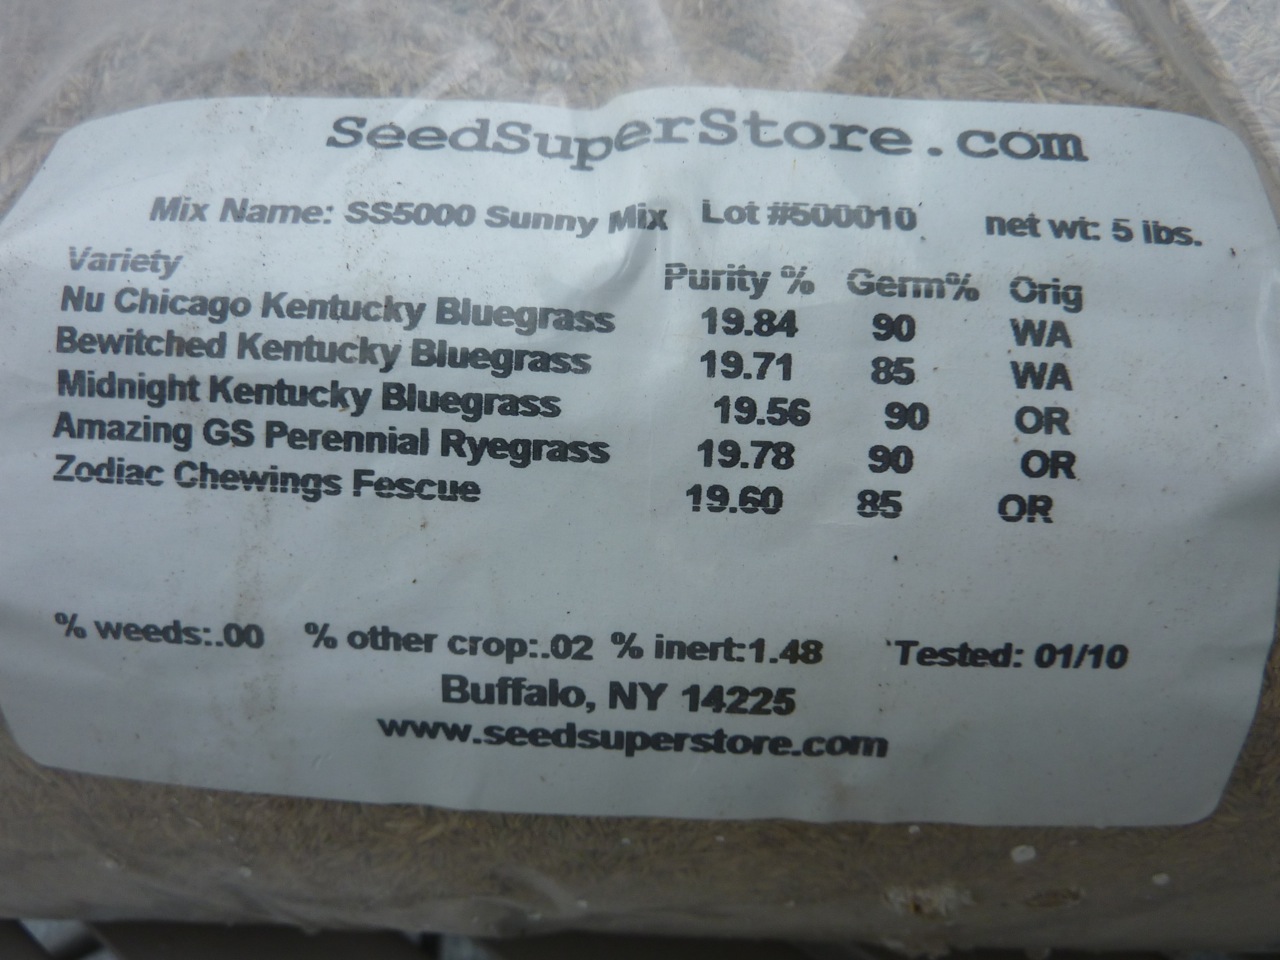 SeedSuperStore.com
Mix Name: SS5000 Sunny Mix Lot #500010 net wt: 5 lbs.
Variety Purity % Germ% Orig
Nu Chicago Kentucky Bluegrass 19.84 90 WA
Bewitched Kentucky Bluegrass 19.71 85 WA
Midnight Kentucky Bluegrass 19.56 90 OR
Amazing GS Perennial Ryegrass 19.78 90 OR
Zodiac Chewings Fescue 19.60 85 OR
% weeds:.00 % other crop:.02 % inert:1.48 Tested: 01/10
Buffalo, NY 14225
www.seedsuperstore.com